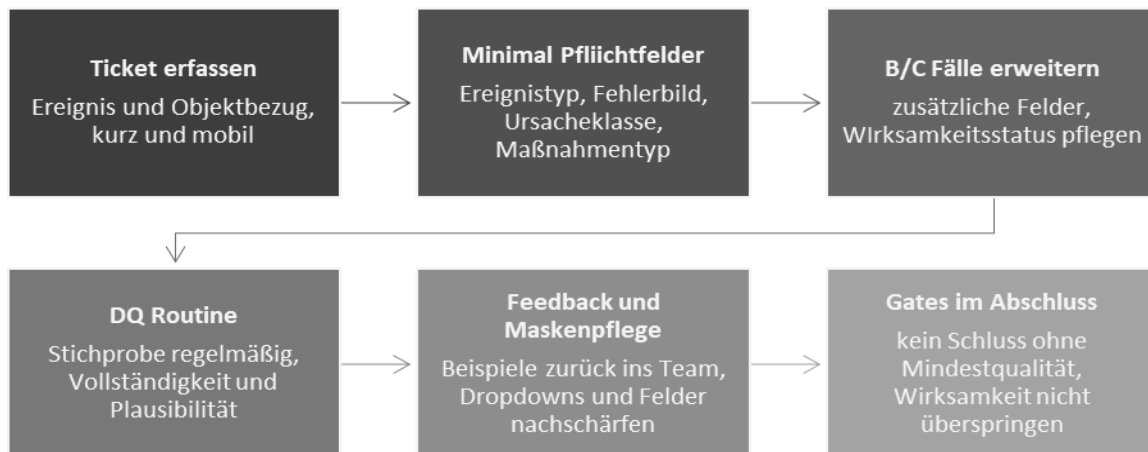 Ticket erfassen
Ereignis und Objektbezug,
kurz und mobil
Minimal Pfliichtfelder
Ereignistyp, Fehlerbild,
Ursacheklasse,
Maßnahmentyp
B/C Fälle erweitern
zusätzliche Felder,
WIrksamkeitsstatus pflegen
DQ Routine
Stichprobe regelmäßig,
Vollständigkeit und
Plausibilität
Feedback und
Maskenpflege
Beispiele zurück ins Team,
Dropdowns und Felder
nachschärfen
Gates im Abschluss
kein Schluss ohne
Mindestqualität,
Wirksamkeit nicht
überspringen